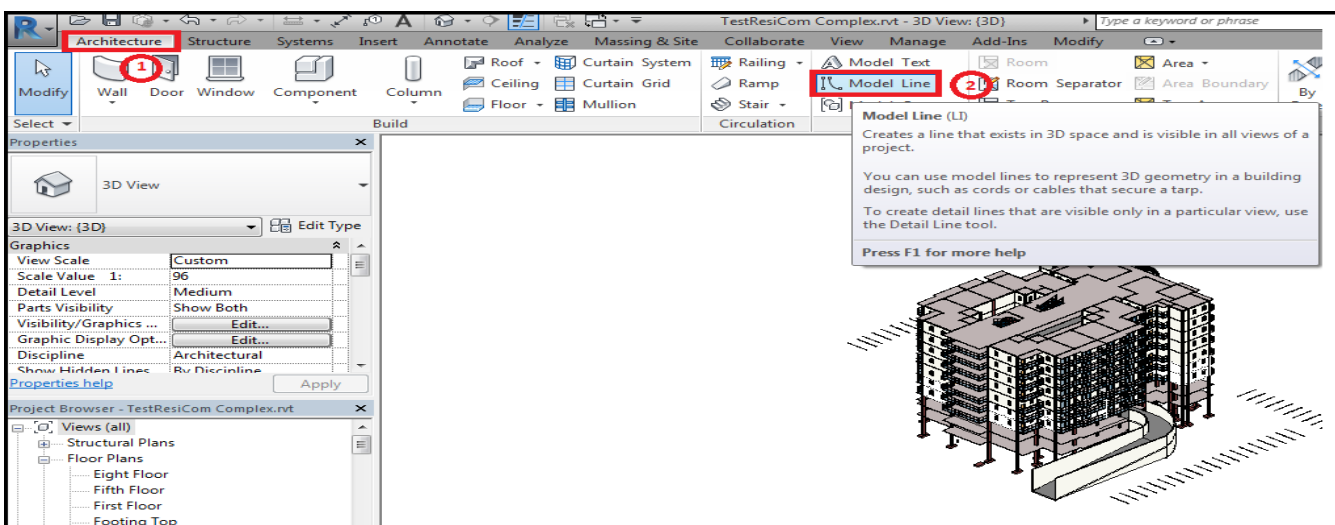 TestResiCom Complex.rvt - 3D View: {3D}
Type a keyword or phrase
Architecture Structure Systems Insert Annotate Analyze Massing & Site Collaborate View Manage Add-Ins Modify
1
2
Modify
Wall Door Window Component Column
Roof Curtain System
Ceiling Curtain Grid
Floor Mullion
Railing
Ramp
Stair
Model Text
Model Line
Room
Room Separator
Area
Area Boundary
By
Select
Build
Circulation
Model Line (LI)
Creates a line that exists in 3D space and is visible in all views of a
project.
You can use model lines to represent 3D geometry in a building
design, such as cords or cables that secure a tarp.
To create detail lines that are visible only in a particular view, use
the Detail Line tool.
Press F1 for more help
Properties
3D View
3D View: {3D}
Edit Type
Graphics
View Scale Custom
Scale Value 1: 96
Detail Level Medium
Parts Visibility Show Both
Visibility/Graphics ... Edit...
Graphic Display Opt... Edit...
Discipline Architectural
Show Hidden Lines By Discipline
Properties help
Apply
Project Browser - TestResiCom Complex.rvt
Views (all)
Structural Plans
Floor Plans
Eight Floor
Fifth Floor
First Floor
Footing Top